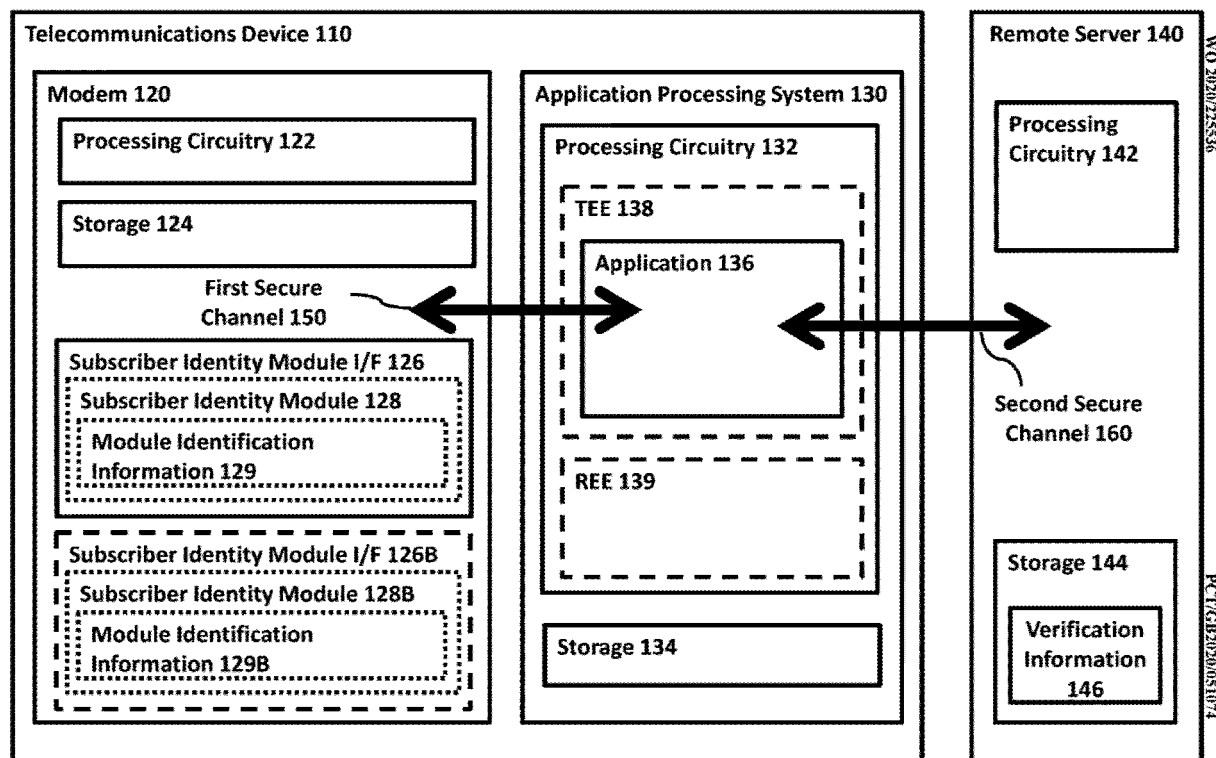 Telecommunications Device 110
Modem 120
Processing Circuitry 122
Storage 124
First Secure
Channel 150
Subscriber Identity Module I/F 126
Subscriber Identity Module 128
Module Identification
Information 129
Subscriber Identity Module I/F 126B
Subscriber Identity Module 128B
Module Identification
Information 129B
Application Processing System 130
Processing Circuitry 132
TEE 138
Application 136
REE 139
Storage 134
Remote Server 140
Processing
Circuitry 142
Second Secure
Channel 160
Storage 144
Verification
Information
146
WO 2020/225536
PCT/GB2020/051074